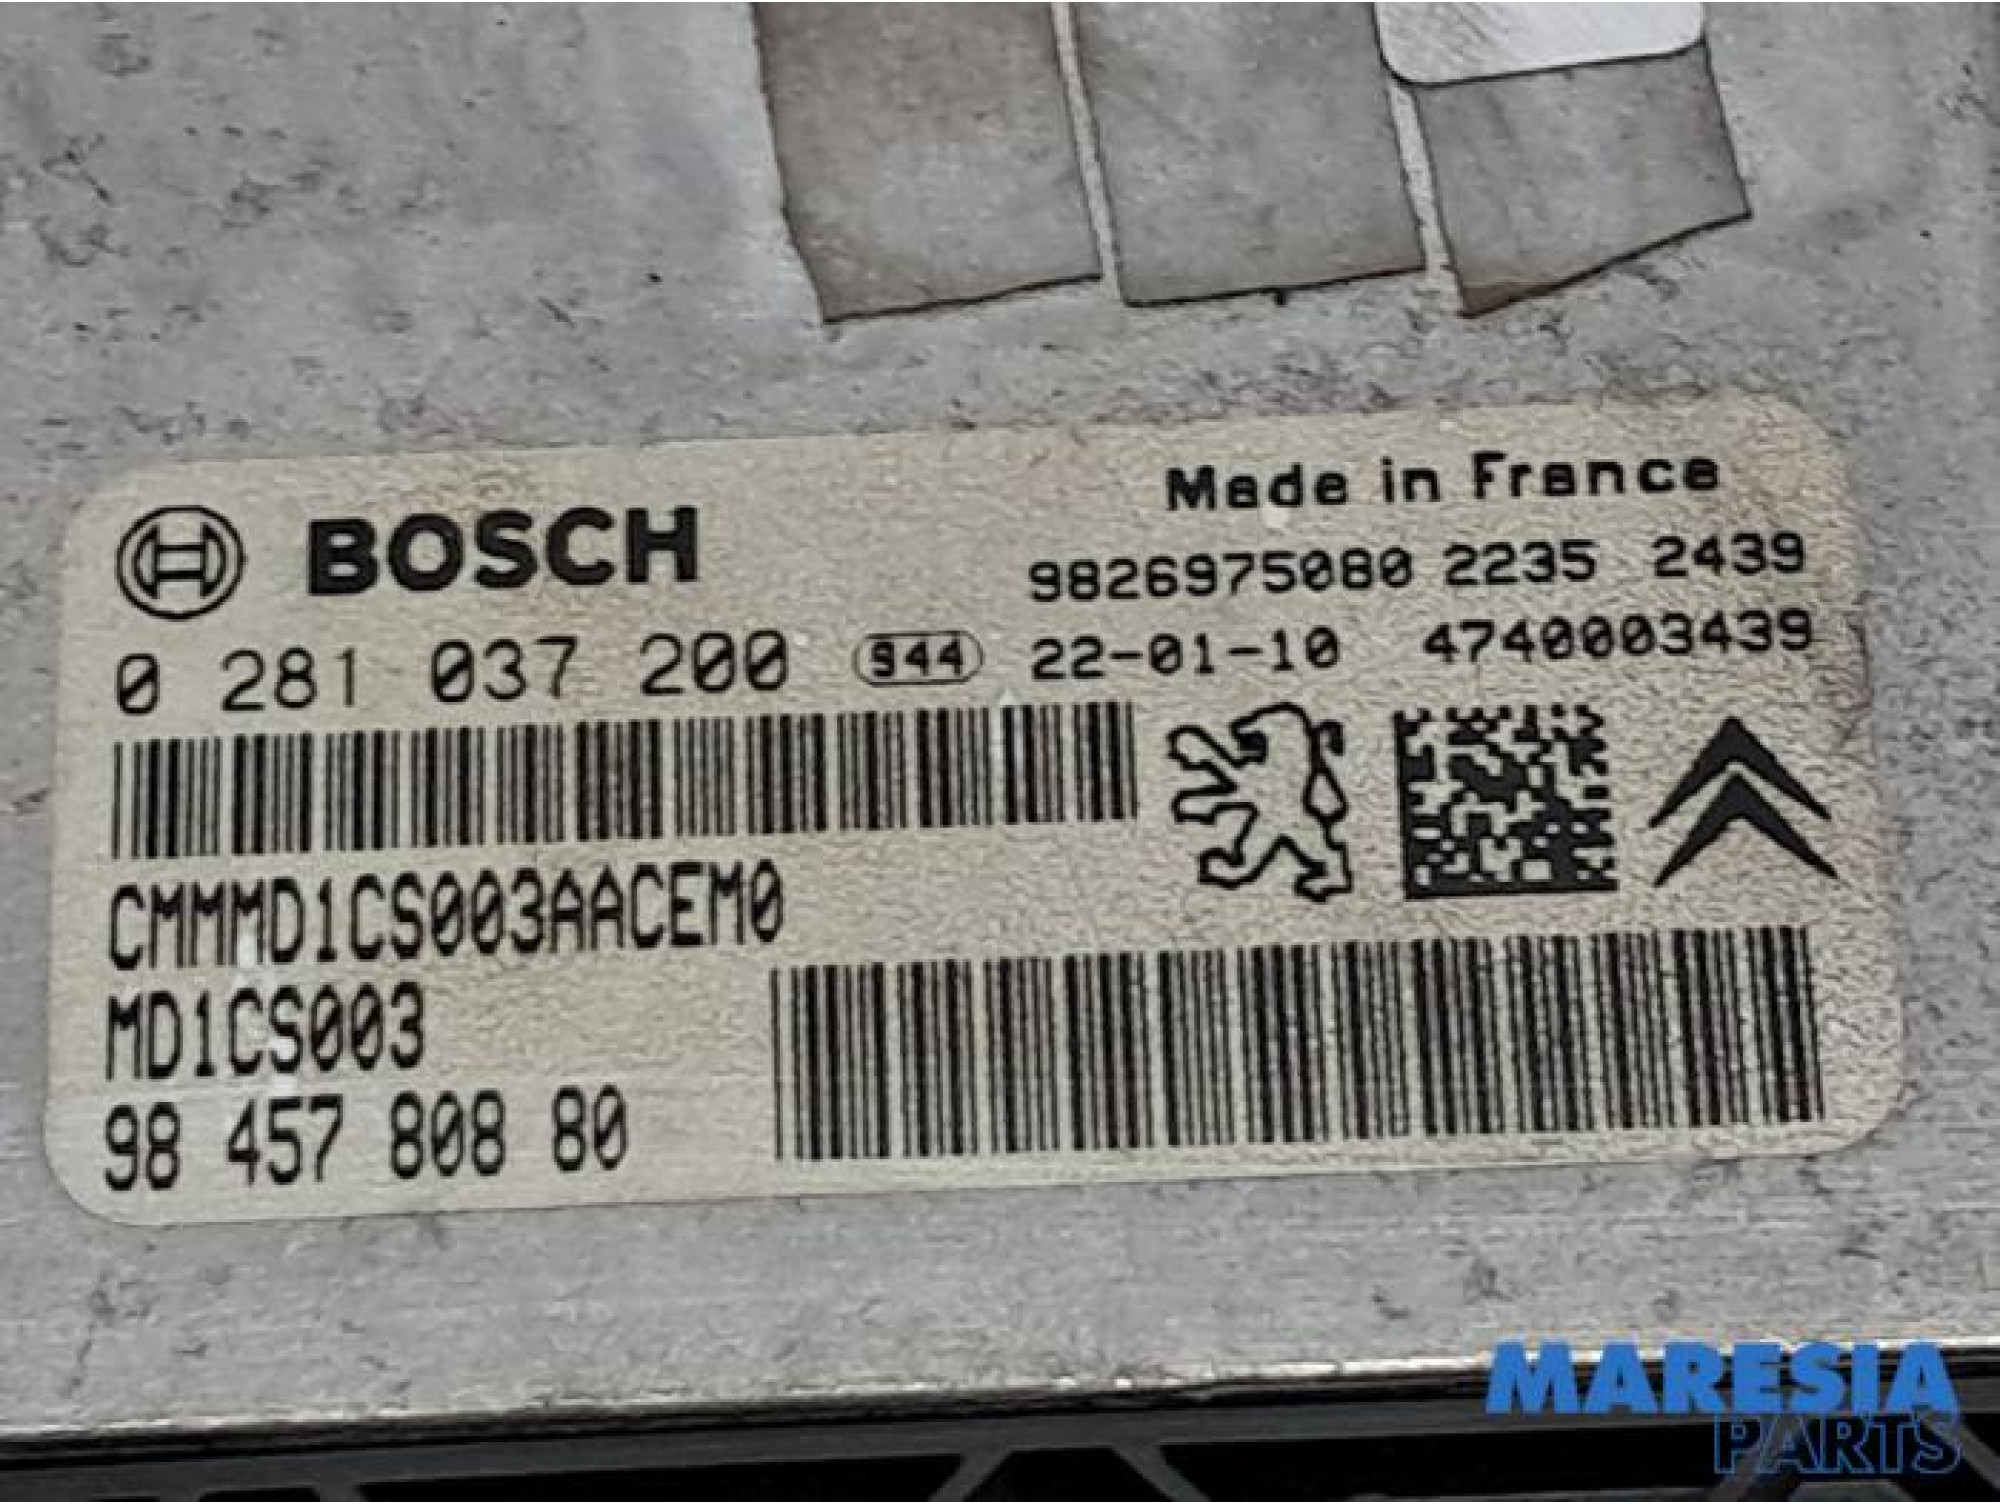 Made in France
BOSCH
9826975080 2235 2439
0 281 037 200 S44 22-01-10 4740003439
CMMMD1CS003AACEM0
MD1CS003
98 457 808 80
MARESIA
PARTS